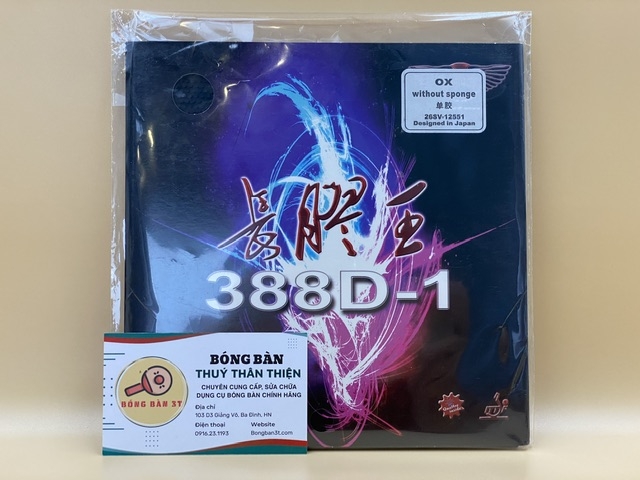 OX
without sponge
单胶
268V-12551
Designed in Japan
長膠王
388D-1
BÓNG BÀN
THUỶ THÂN THIỆN
CHUYÊN CUNG CẤP, SỬA CHỮA
DỤNG CỤ BÓNG BÀN CHÍNH HÃNG
Địa chỉ
103 D3 Giảng Võ, Ba Đình, HN
Điện thoại Website
0916.23.1193 Bongban3t.com
BÓNG BÀN 3T